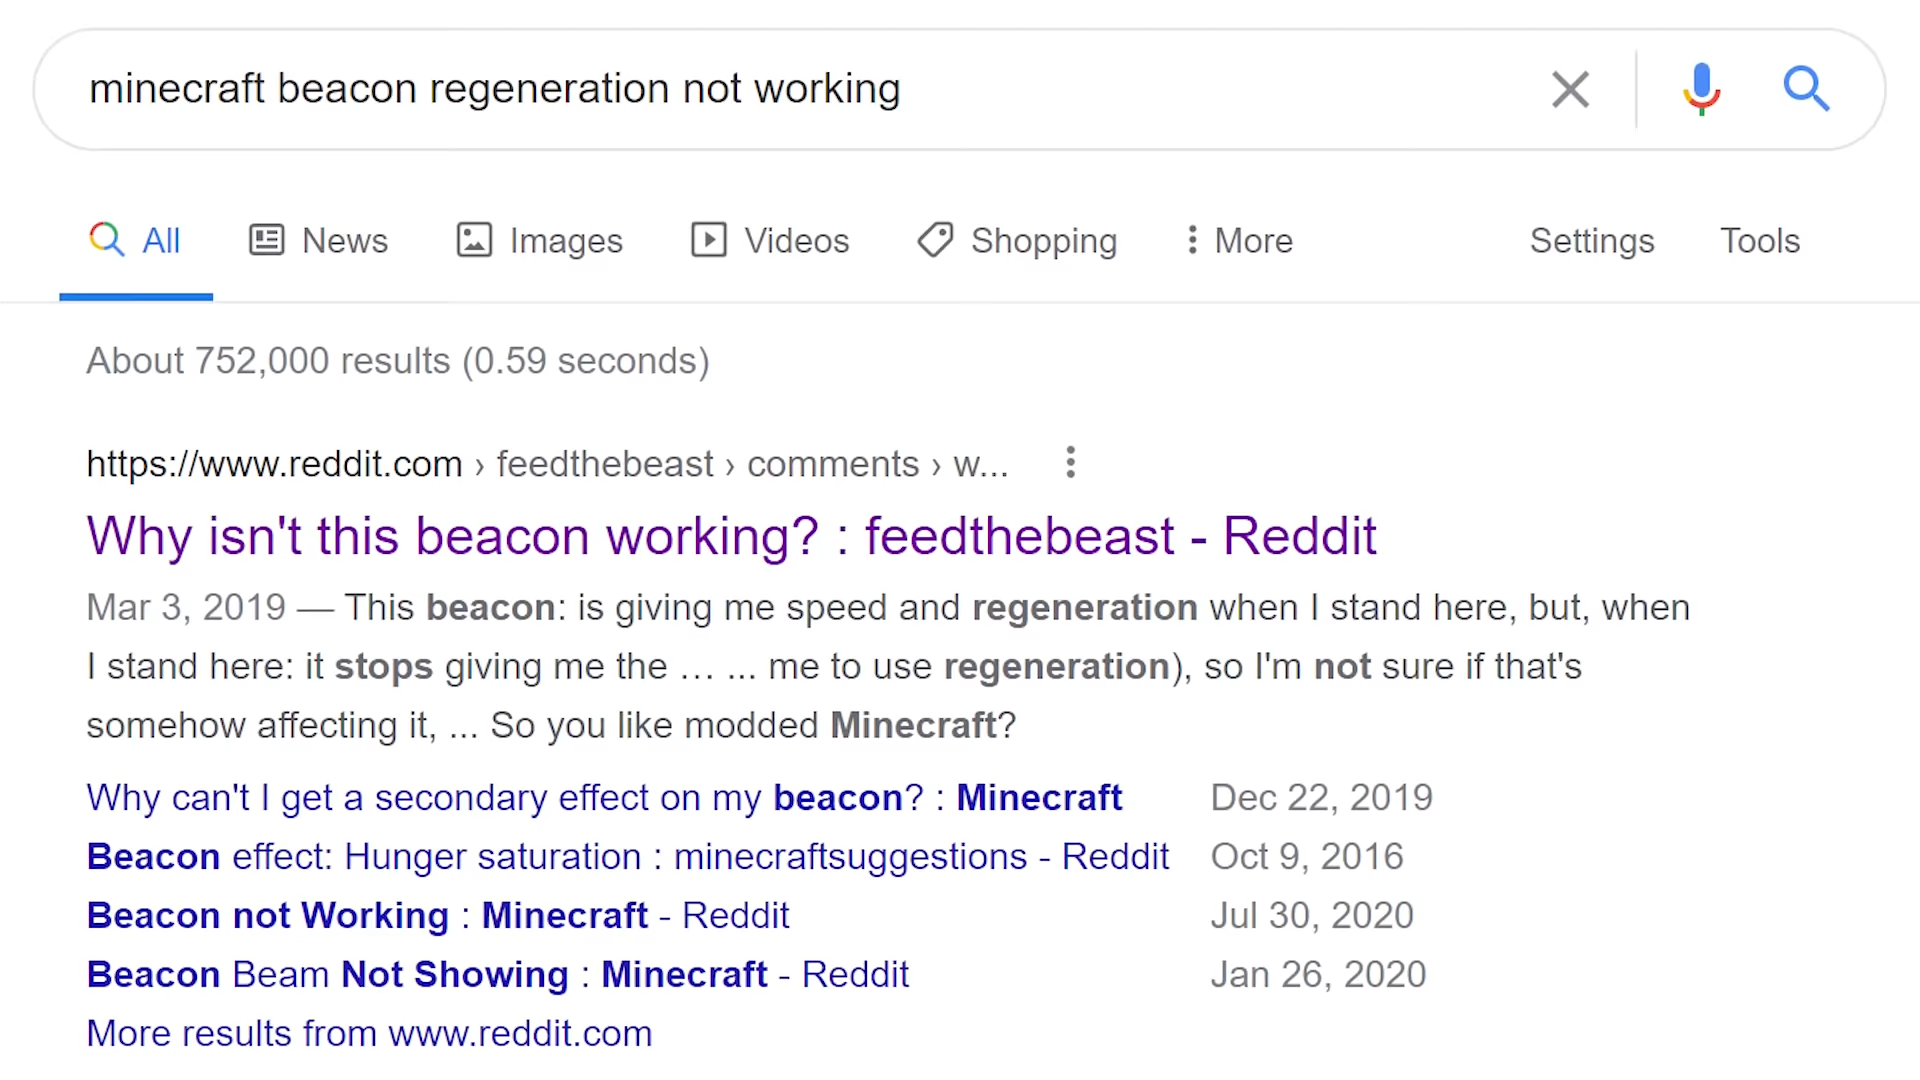 minecraft beacon regeneration not working
All News Images Videos Shopping More Settings Tools
About 752,000 results (0.59 seconds)
https://www.reddit.com › feedthebeast › comments › w...
Why isn't this beacon working? : feedthebeast - Reddit
Mar 3, 2019 — This beacon: is giving me speed and regeneration when I stand here, but, when
I stand here: it stops giving me the … ... me to use regeneration), so I'm not sure if that's
somehow affecting it, ... So you like modded Minecraft?
Why can't I get a secondary effect on my beacon? : Minecraft Dec 22, 2019
Beacon effect: Hunger saturation : minecraftsuggestions - Reddit Oct 9, 2016
Beacon not Working : Minecraft - Reddit Jul 30, 2020
Beacon Beam Not Showing : Minecraft - Reddit Jan 26, 2020
More results from www.reddit.com